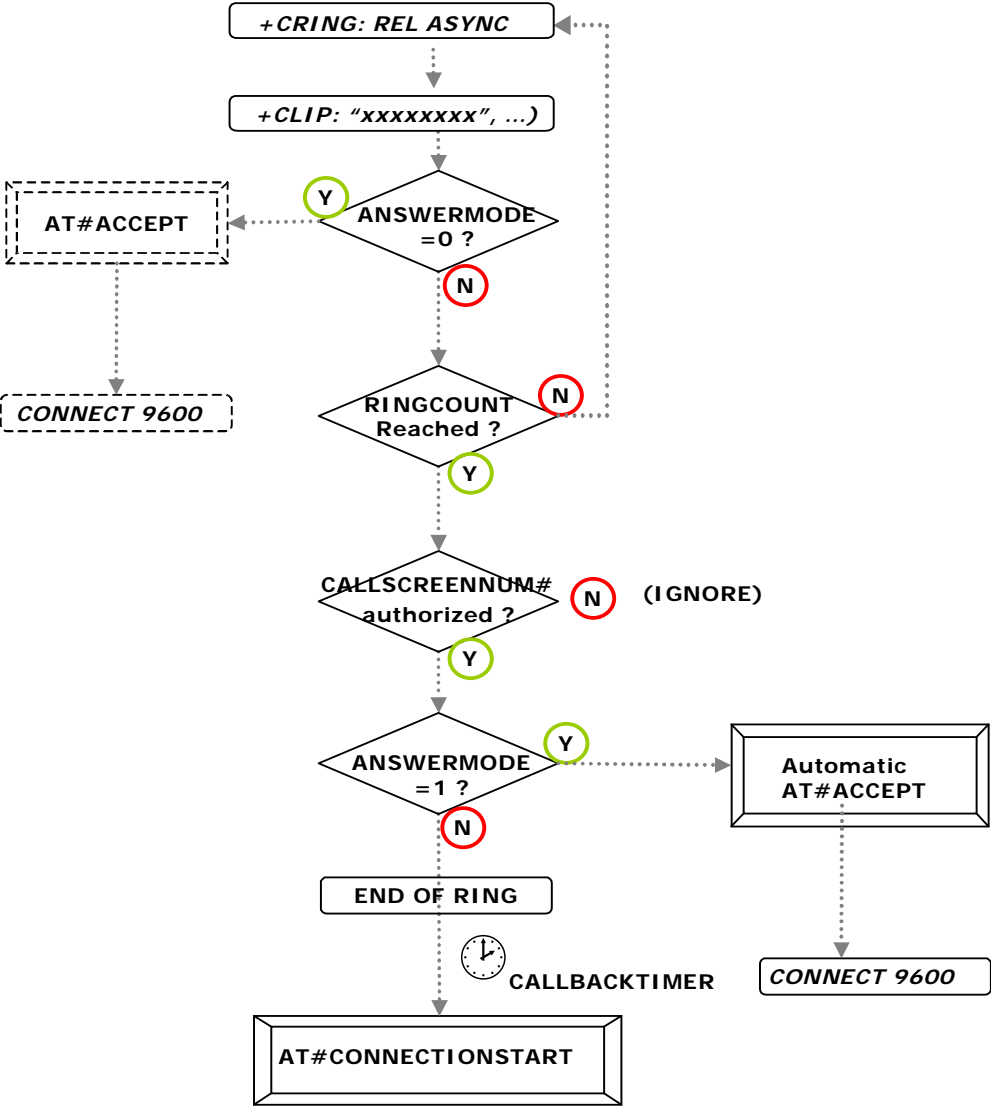 +CRING: REL ASYNC
+CLIP: “xxxxxxxx”, …)
Y
ANSWERMODE
=0 ?
AT#ACCEPT
N
CONNECT 9600
RINGCOUNT
Reached ?
N
Y
CALLSCREENNUM#
authorized ?
N
(IGNORE)
Y
ANSWERMODE
=1 ?
Y
Automatic
AT#ACCEPT
N
END OF RING
CALLBACKTIMER
CONNECT 9600
AT#CONNECTIONSTART